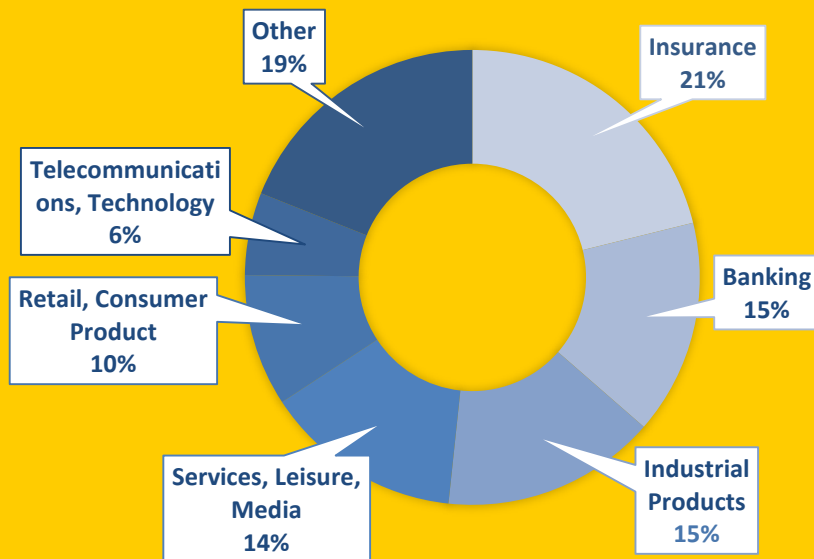 Other
19%
Insurance
21%
Telecommunicati
ons, Technology
6%
Banking
15%
Retail, Consumer
Product
10%
Services, Leisure,
Media
14%
Industrial
Products
15%